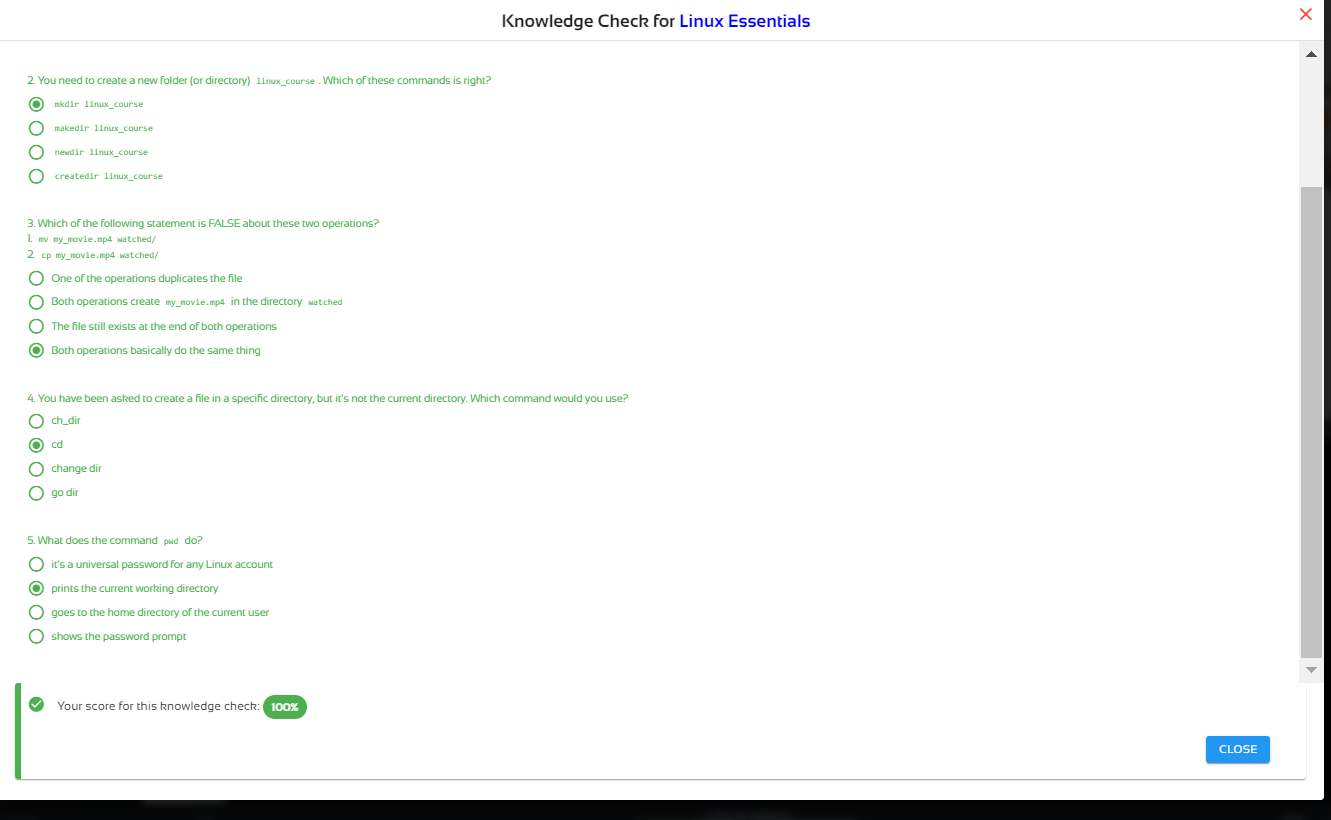 Knowledge Check for Linux Essentials
2. You need to create a new folder (or directory) linux_course . Which of these commands is right?
mkdir linux_course
makedir linux_course
newdir linux_course
createdir linux_course
3. Which of the following statement is FALSE about these two operations?
1. mv my_movie.mp4 watched/
2. cp my_movie.mp4 watched/
One of the operations duplicates the file
Both operations create my_movie.mp4 in the directory watched
The file still exists at the end of both operations
Both operations basically do the same thing
4. You have been asked to create a file in a specific directory, but it's not the current directory. Which command would you use?
ch_dir
cd
change dir
go dir
5. What does the command pwd do?
it's a universal password for any Linux account
prints the current working directory
goes to the home directory of the current user
shows the password prompt
Your score for this knowledge check: 100%
CLOSE